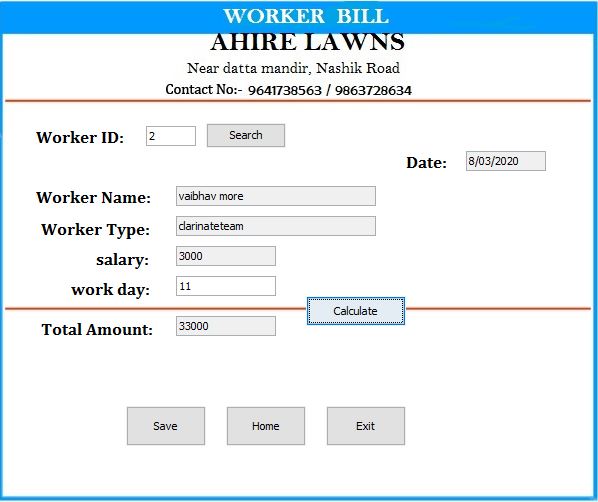 WORKER BILL
AHIRE LAWNS
Near datta mandir, Nashik Road
Contact No:- 9641738563 / 9863728634
Worker ID: 2 Search
Date: 8/03/2020
Worker Name: vaibhav more
Worker Type: clarinateteam
salary: 3000
work day: 11
Calculate
Total Amount: 33000
Save Home Exit